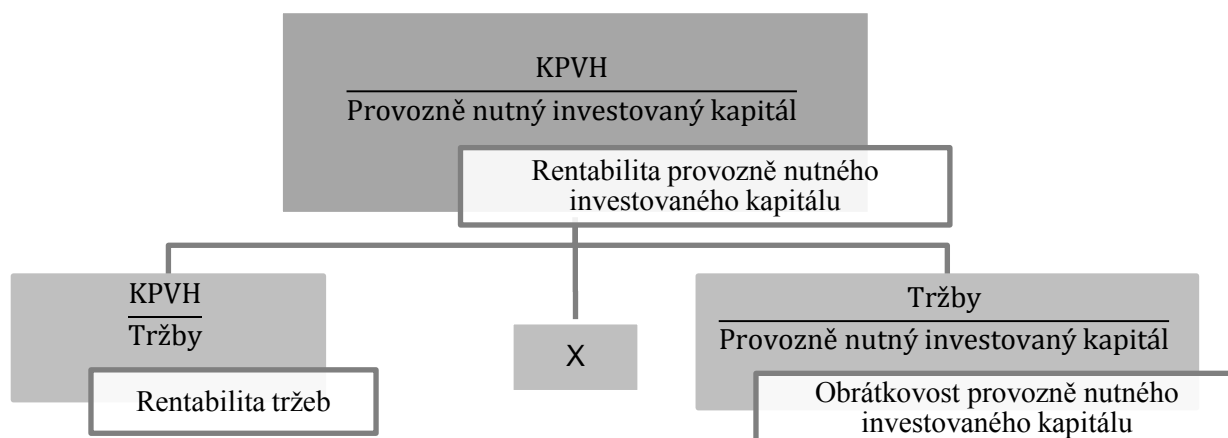 KPVH
Provozně nutný investovaný kapitál
Rentabilita provozně nutného
investovaného kapitálu
KPVH
Tržby
Rentabilita tržeb
X
Tržby
Provozně nutný investovaný kapitál
Obrátkovost provozně nutného
investovaného kapitálu